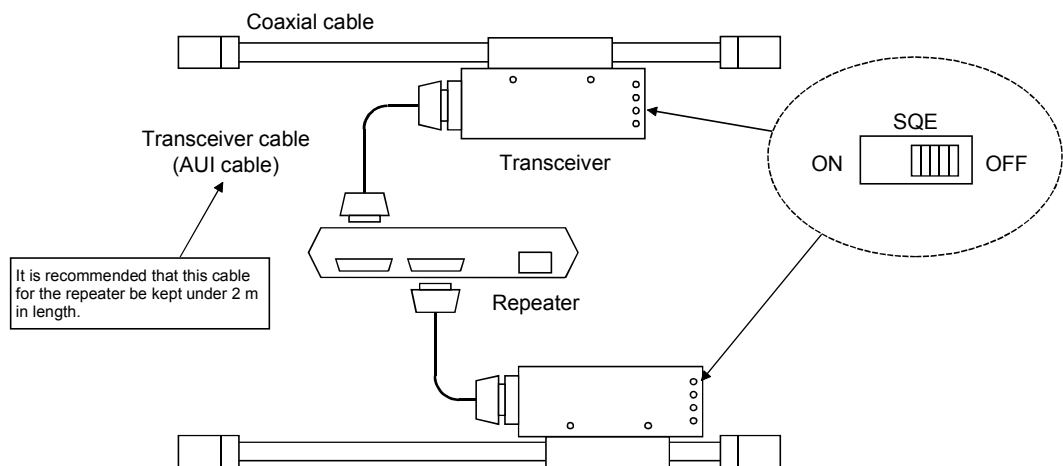 Coaxial cable
Transceiver cable
(AUI cable)
Transceiver
SQE
ON
OFF
It is recommended that this cable
for the repeater be kept under 2 m
in length.
Repeater